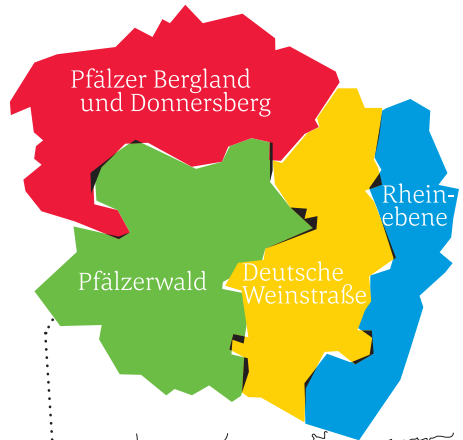 Pfälzer Bergland
und Donnersberg
Rhein-
ebene
Pfälzerwald
Deutsche
Weinstraße